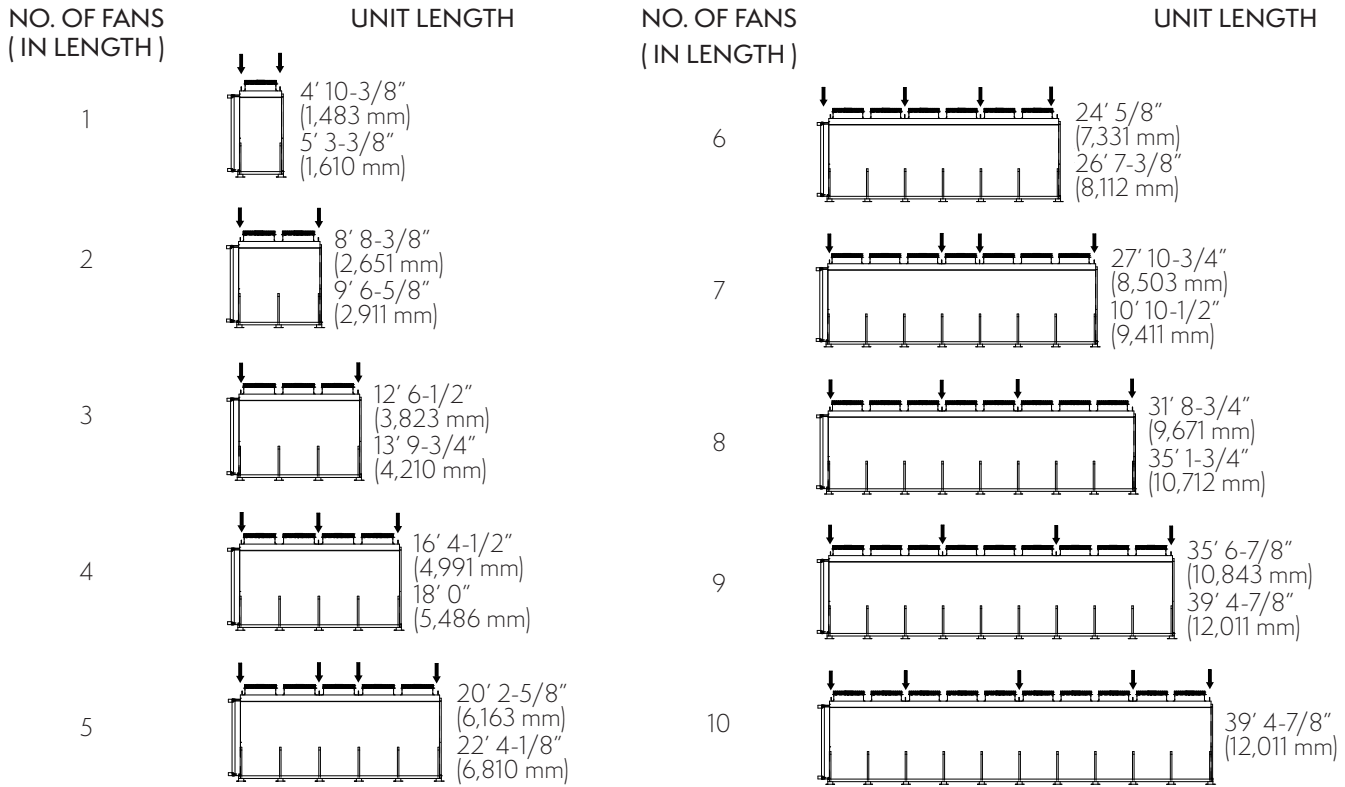 NO. OF FANS
( IN LENGTH )
UNIT LENGTH
1
4’ 10-3/8”
(1,483 mm)
5’ 3-3/8”
(1,610 mm)
2
8’ 8-3/8”
(2,651 mm)
9’ 6-5/8”
(2,911 mm)
3
12’ 6-1/2”
(3,823 mm)
13’ 9-3/4”
(4,210 mm)
4
16’ 4-1/2”
(4,991 mm)
18’ 0”
(5,486 mm)
5
20’ 2-5/8”
(6,163 mm)
22’ 4-1/8”
(6,810 mm)
NO. OF FANS
( IN LENGTH )
UNIT LENGTH
6
24’ 5/8”
(7,331 mm)
26’ 7-3/8”
(8,112 mm)
7
27’ 10-3/4”
(8,503 mm)
10’ 10-1/2”
(9,411 mm)
8
31’ 8-3/4”
(9,671 mm)
35’ 1-3/4”
(10,712 mm)
9
35’ 6-7/8”
(10,843 mm)
39’ 4-7/8”
(12,011 mm)
10
39’ 4-7/8”
(12,011 mm)